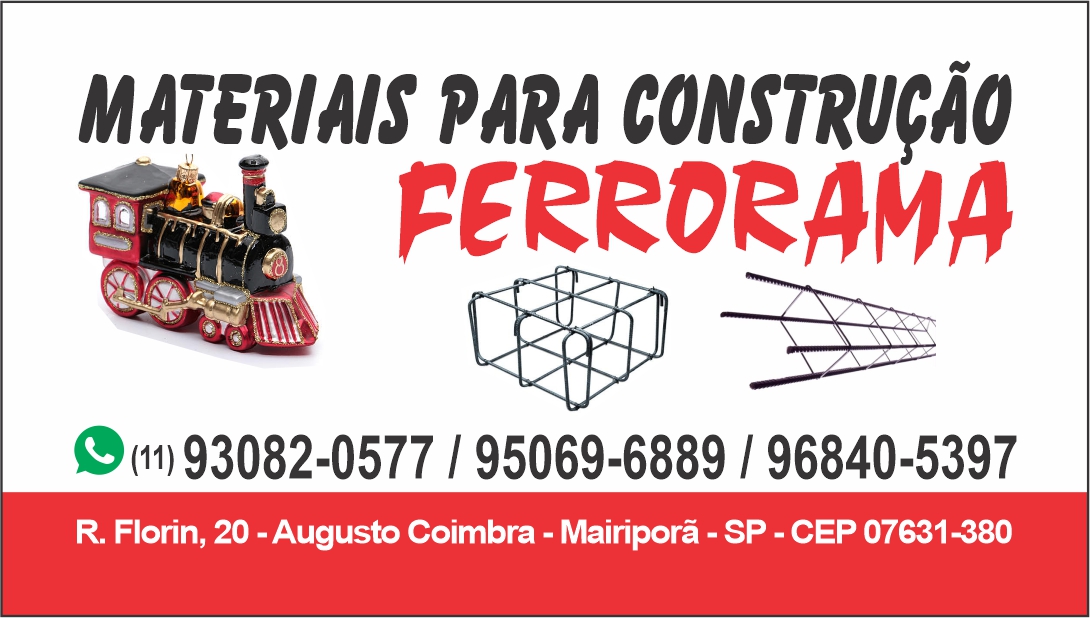 MATERIAIS PARA CONSTRUÇÃO
FERRORAMA
8
(11) 93082-0577 / 95069-6889 / 96840-5397
R. Florin, 20 - Augusto Coimbra - Mairiporã - SP - CEP 07631-380